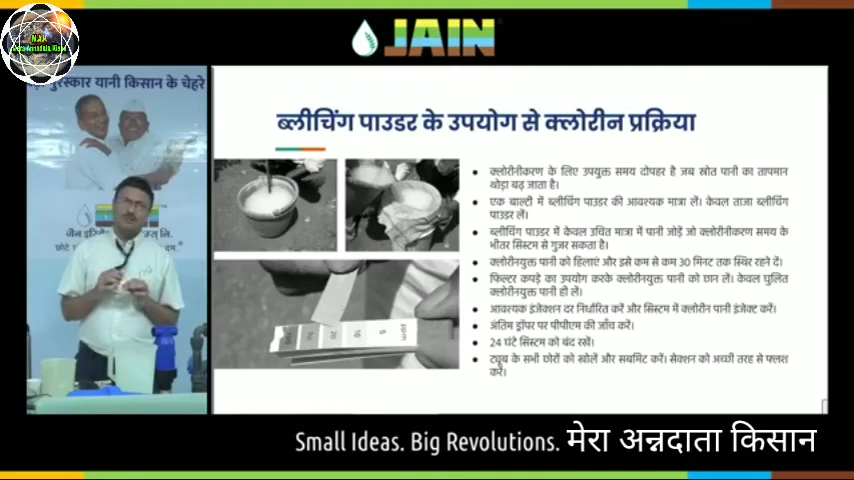 JAIN
पुरस्कार यानी किसान के चेहरे
ब्लीचिंग पाउडर के उपयोग से क्लोरीन प्रक्रिया
क्लोरीनीकरण के लिए उपयुक्त समय दोपहर है जब स्रोत पानी का तापमान
थोड़ा बढ़ जाता है।
एक बाल्टी में ब्लीचिंग पाउडर की आवश्यक मात्रा लें। केवल ताजा ब्लीचिंग
पाउडर लें।
ब्लीचिंग पाउडर में केवल उचित मात्रा में पानी जोड़ें जो क्लोरीनीकरण समय के
भीतर सिस्टम से गुजर सकता है।
क्लोरीनयुक्त पानी को हिलाएं और इसे कम से कम 30 मिनट तक स्थिर रहने दें।
फिल्टर कपड़े का उपयोग करके क्लोरीनयुक्त पानी को छान लें। केवल घुलित
क्लोरीनयुक्त पानी ही लें।
आवश्यक इंजेक्शन दर निर्धारित करें और सिस्टम में क्लोरीन पानी इंजेक्ट करें।
अंतिम ड्रॉपर पर पीपीएम की जाँच करें।
24 घंटे सिस्टम को बंद रखें।
ट्यूब के सभी छोरों को खोलें और सबमिट करें। सेक्शन को अच्छी तरह से फ्लश
करें।
Small Ideas. Big Revolutions. मेरा अन्नदाता किसान